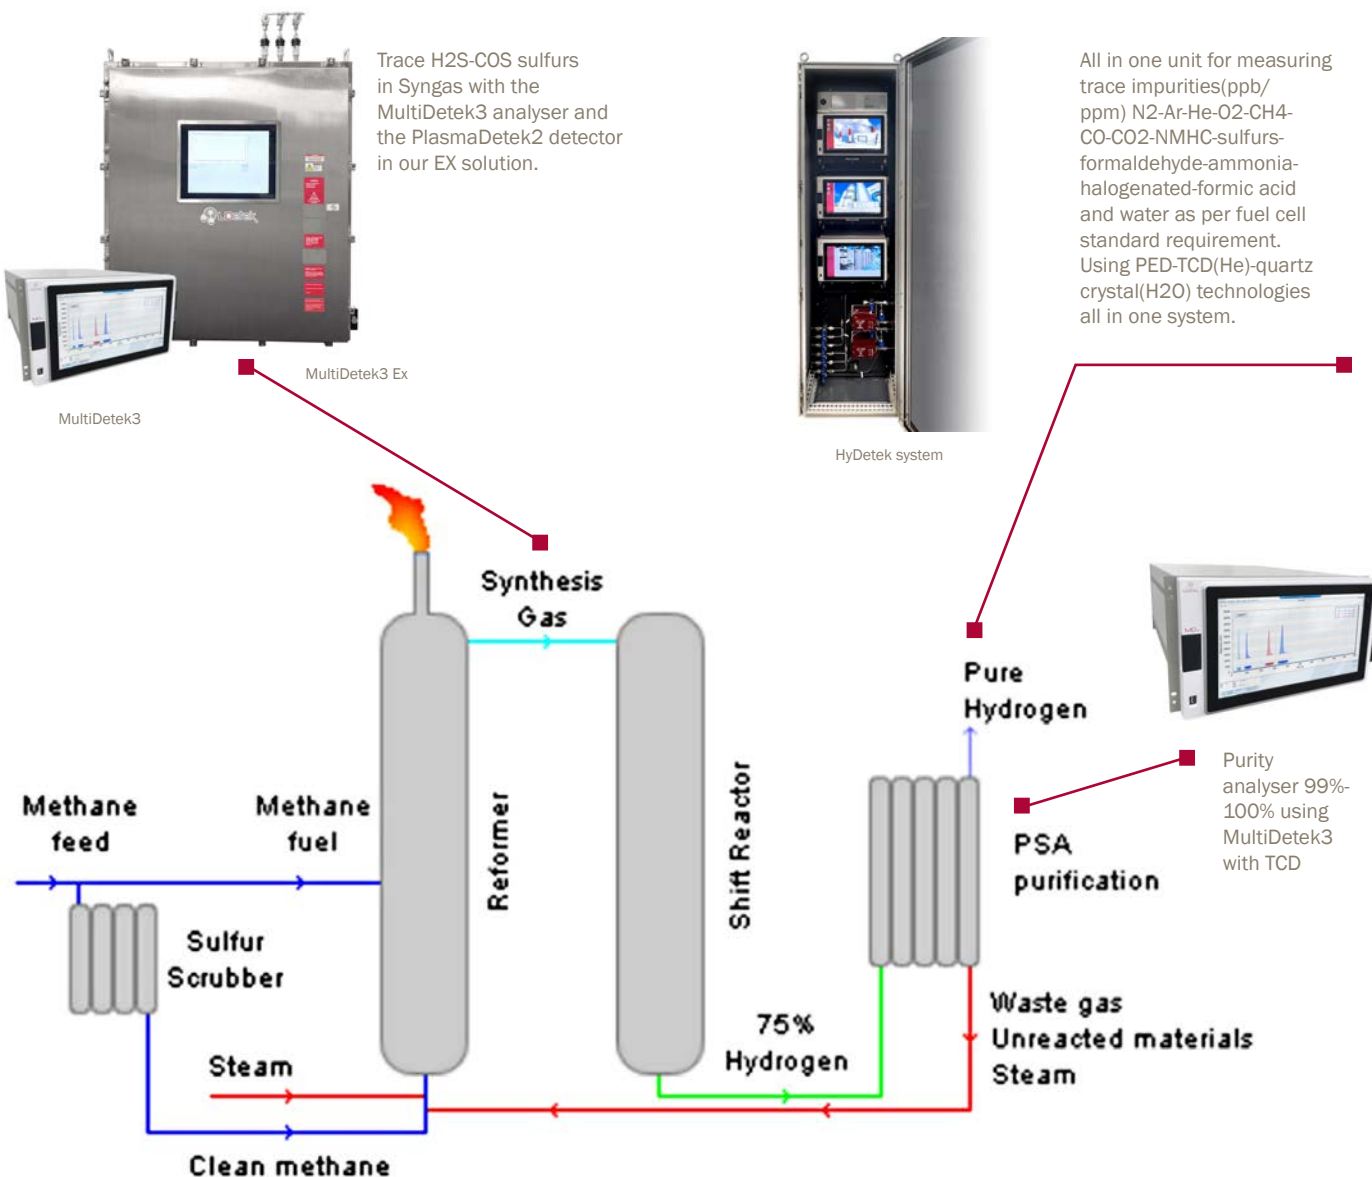 Trace H2S-COS sulfurs
in Syngas with the
MultiDetek3 analyser and
the PlasmaDetek2 detector
in our EX solution.
All in one unit for measuring
trace impurities(ppb/
ppm) N2-Ar-He-O2-CH4-
CO-CO2-NMHC-sulfurs-
formaldehyde-ammonia-
halogenated-formic acid
and water as per fuel cell
standard requirement.
Using PED-TCD(He)-quartz
crystal(H2O) technologies
all in one system.
LDetek
MultiDetek3 Ex
MultiDetek3
HyDetek system
Synthesis
Gas
Pure
Hydrogen
Purity
analyser 99%-
100% using
MultiDetek3
with TCD
Methane
feed
Methane
fuel
Reformer
Shift Reactor
PSA
purification
Sulfur
Scrubber
75%
Hydrogen
Waste gas
Unreacted materials
Steam
Steam
Clean methane